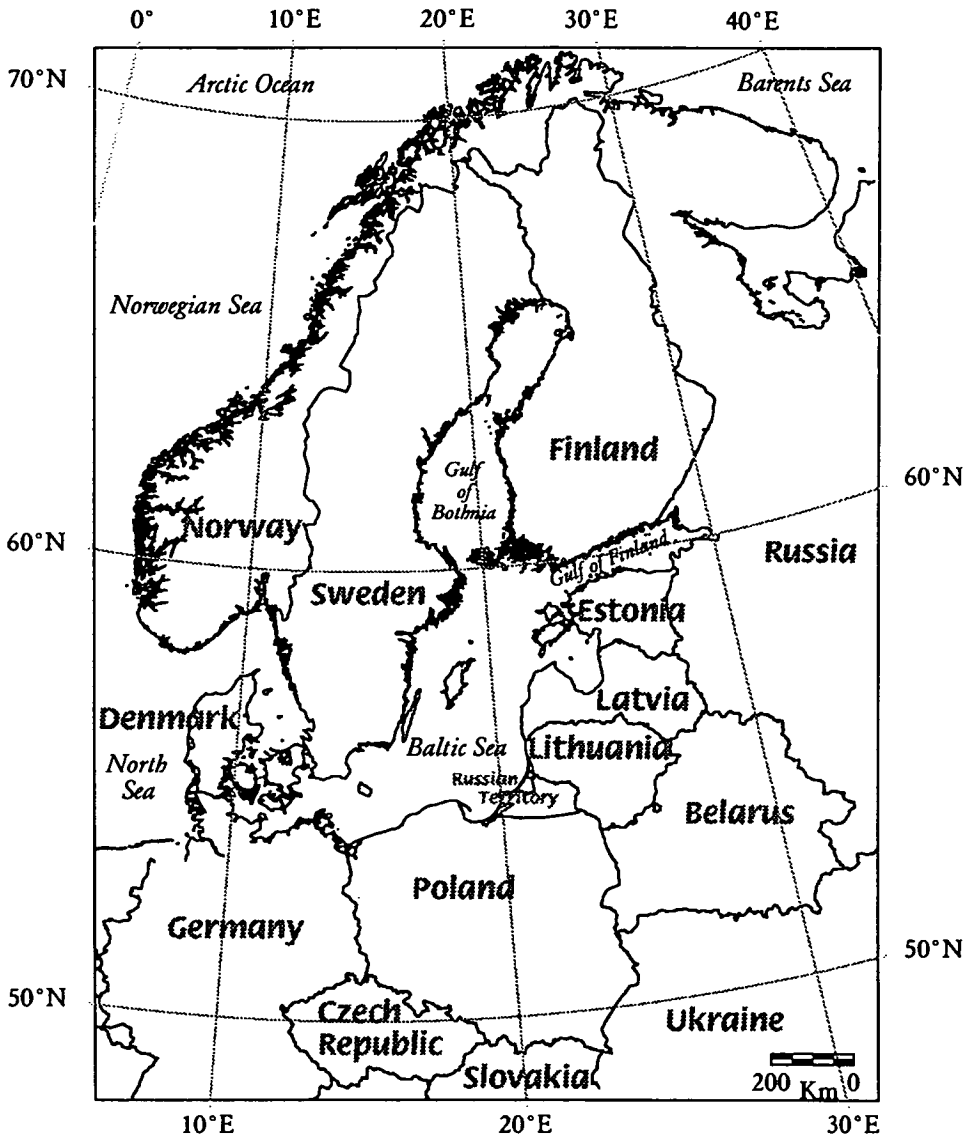 0° 10°E 20°E 30°E 40°E
70°N
Arctic Ocean
Barents Sea
Norwegian Sea
Finland
Gulf
of
Bothnia
60°N
Norway
60°N
Russia
Gulf of Finland
Sweden
Estonia
Latvia
Denmark
Baltic Sea
Lithuania
North
Sea
Russian
Territory
Belarus
Poland
Germany
50°N
50°N
Czech
Republic
Ukraine
Slovakia
200 Km 0
10°E 20°E 30°E